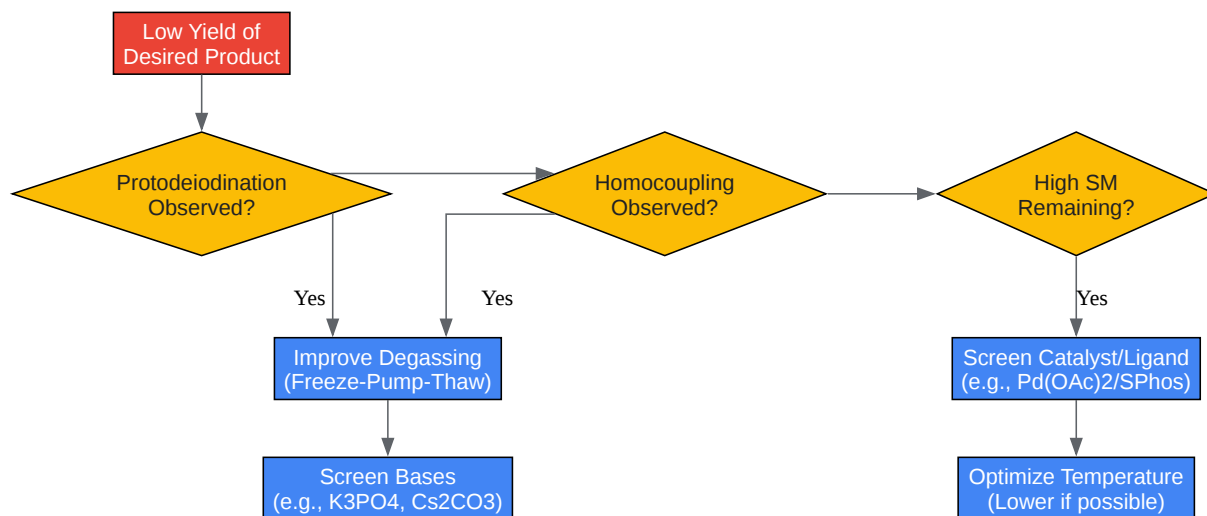 Low Yield of
Desired Product
Protodeiodination
Observed?
Homocoupling
Observed?
High SM
Remaining?
Yes
Yes
Yes
Improve Degassing
(Freeze-Pump-Thaw)
Screen Catalyst/Ligand
(e.g., Pd(OAc)2/SPhos)
Screen Bases
(e.g., K3PO4, Cs2CO3)
Optimize Temperature
(Lower if possible)